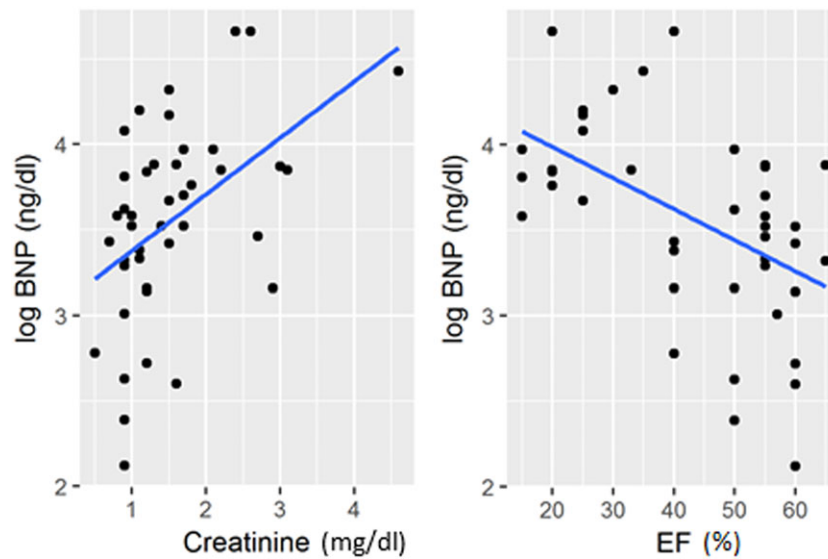 log BNP (ng/dl)
4
3
2
1 2 3 4
Creatinine (mg/dl)
log BNP (ng/dl)
4
3
2
20 30 40 50 60
EF (%)